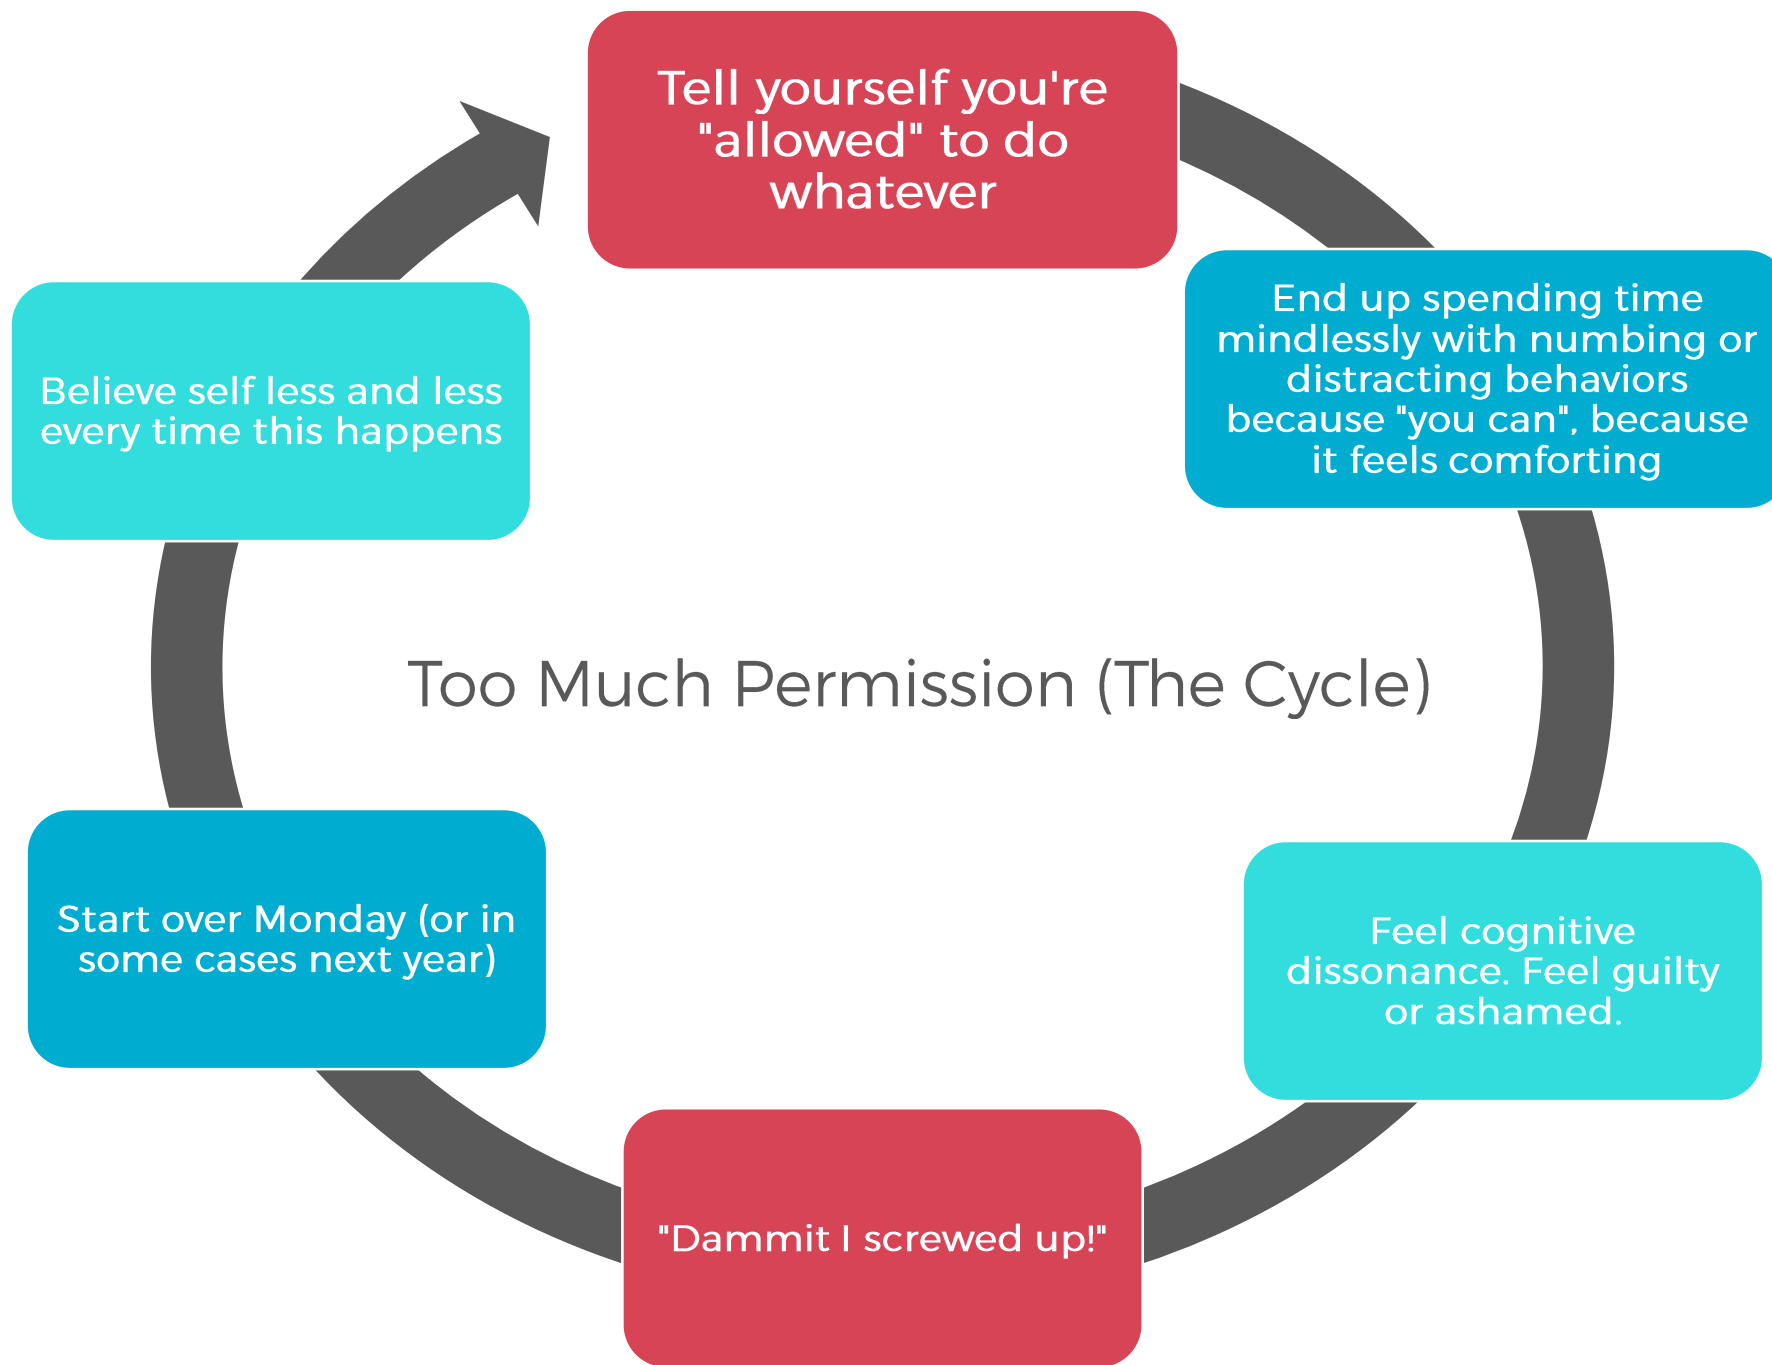 Tell yourself you're
"allowed" to do
whatever
End up spending time
mindlessly with numbing or
distracting behaviors
because "you can", because
it feels comforting
Feel cognitive
dissonance. Feel guilty
or ashamed.
"Dammit I screwed up!"
Start over Monday (or in
some cases next year)
Believe self less and less
every time this happens
Too Much Permission (The Cycle)